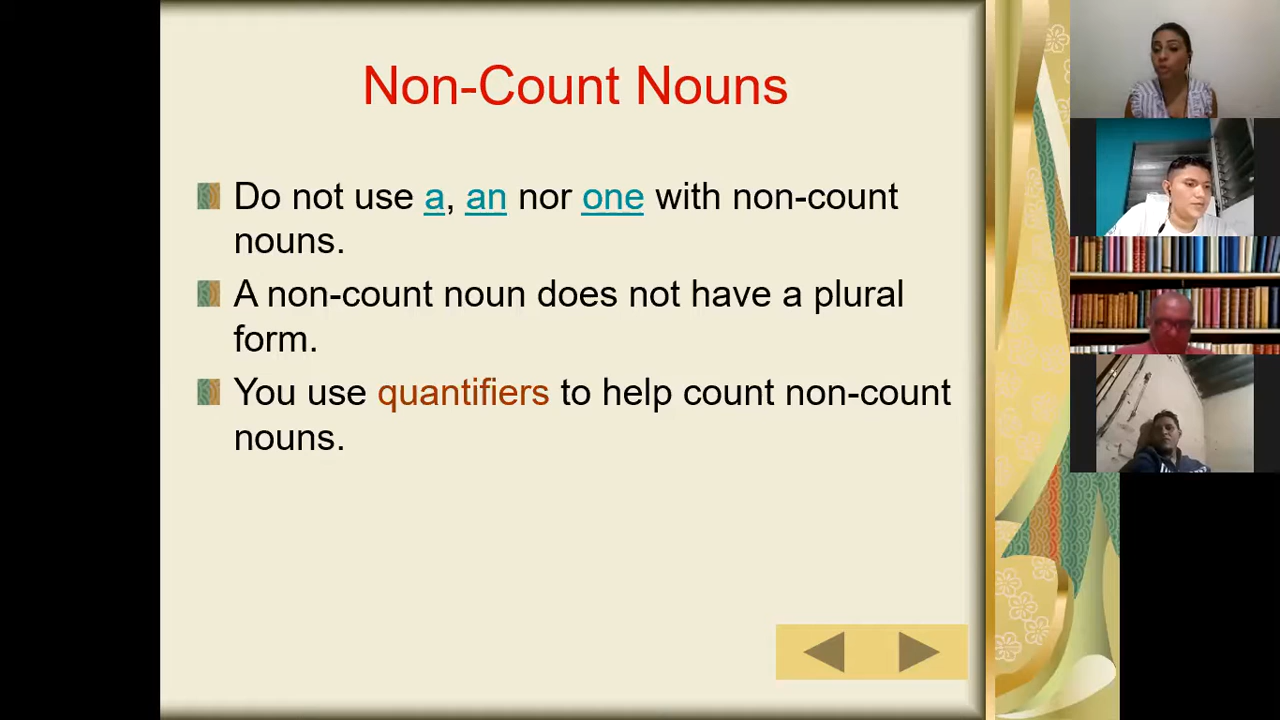 Non-Count Nouns
Do not use a, an nor one with non-count
nouns.
A non-count noun does not have a plural
form.
You use quantifiers to help count non-count
nouns.